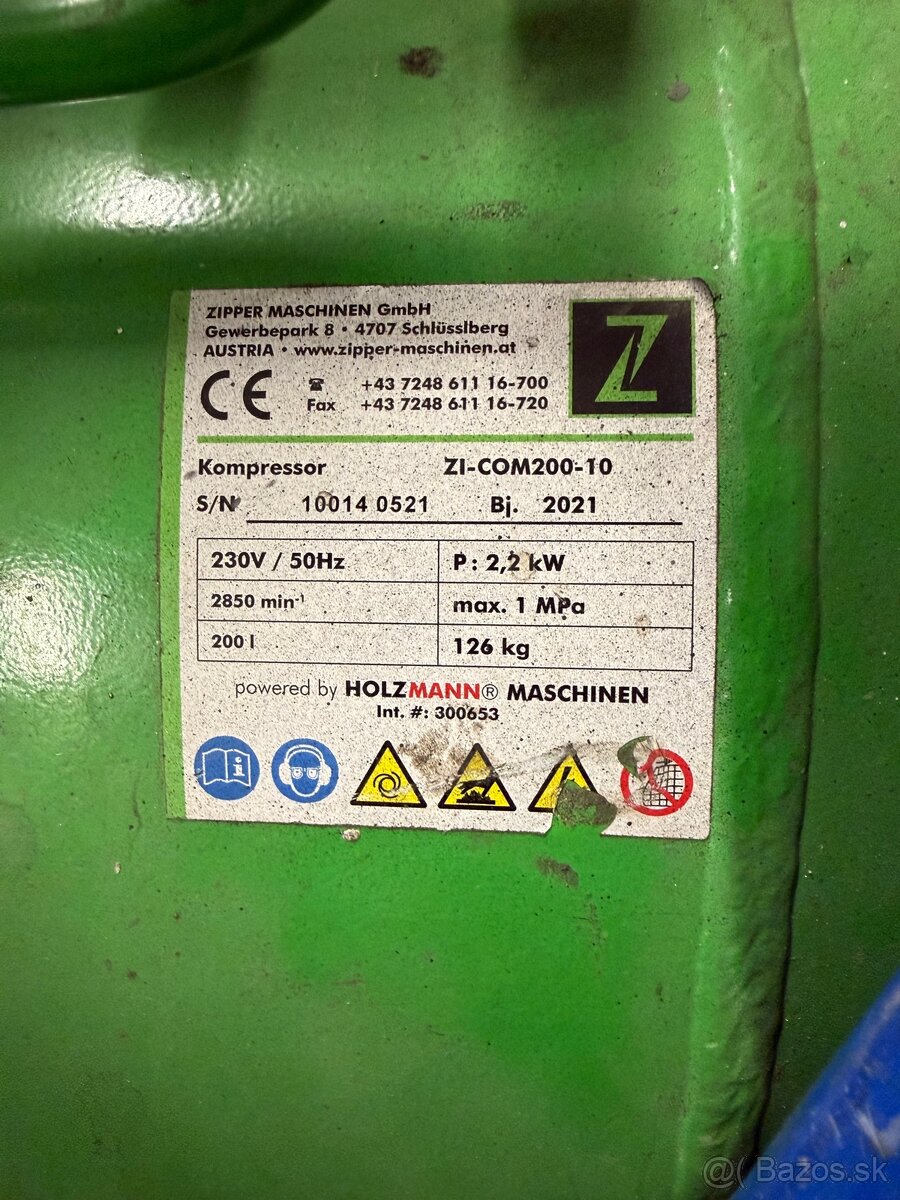 ZIPPER MASCHINEN GmbH
Gewerbepark 8 • 4707 Schlüsslberg
AUSTRIA • www.zipper-maschinen.at
Z
CE ☎ +43 7248 611 16-700
Fax +43 7248 611 16-720
Kompressor ZI-COM200-10
S/N 10014 0521 Bj. 2021
230V / 50Hz P: 2,2 kW
2850 min⁻¹ max. 1 MPa
200 l 126 kg
powered by HOLZMANN® MASCHINEN
Int. #: 300653
i
@( Bazos.sk